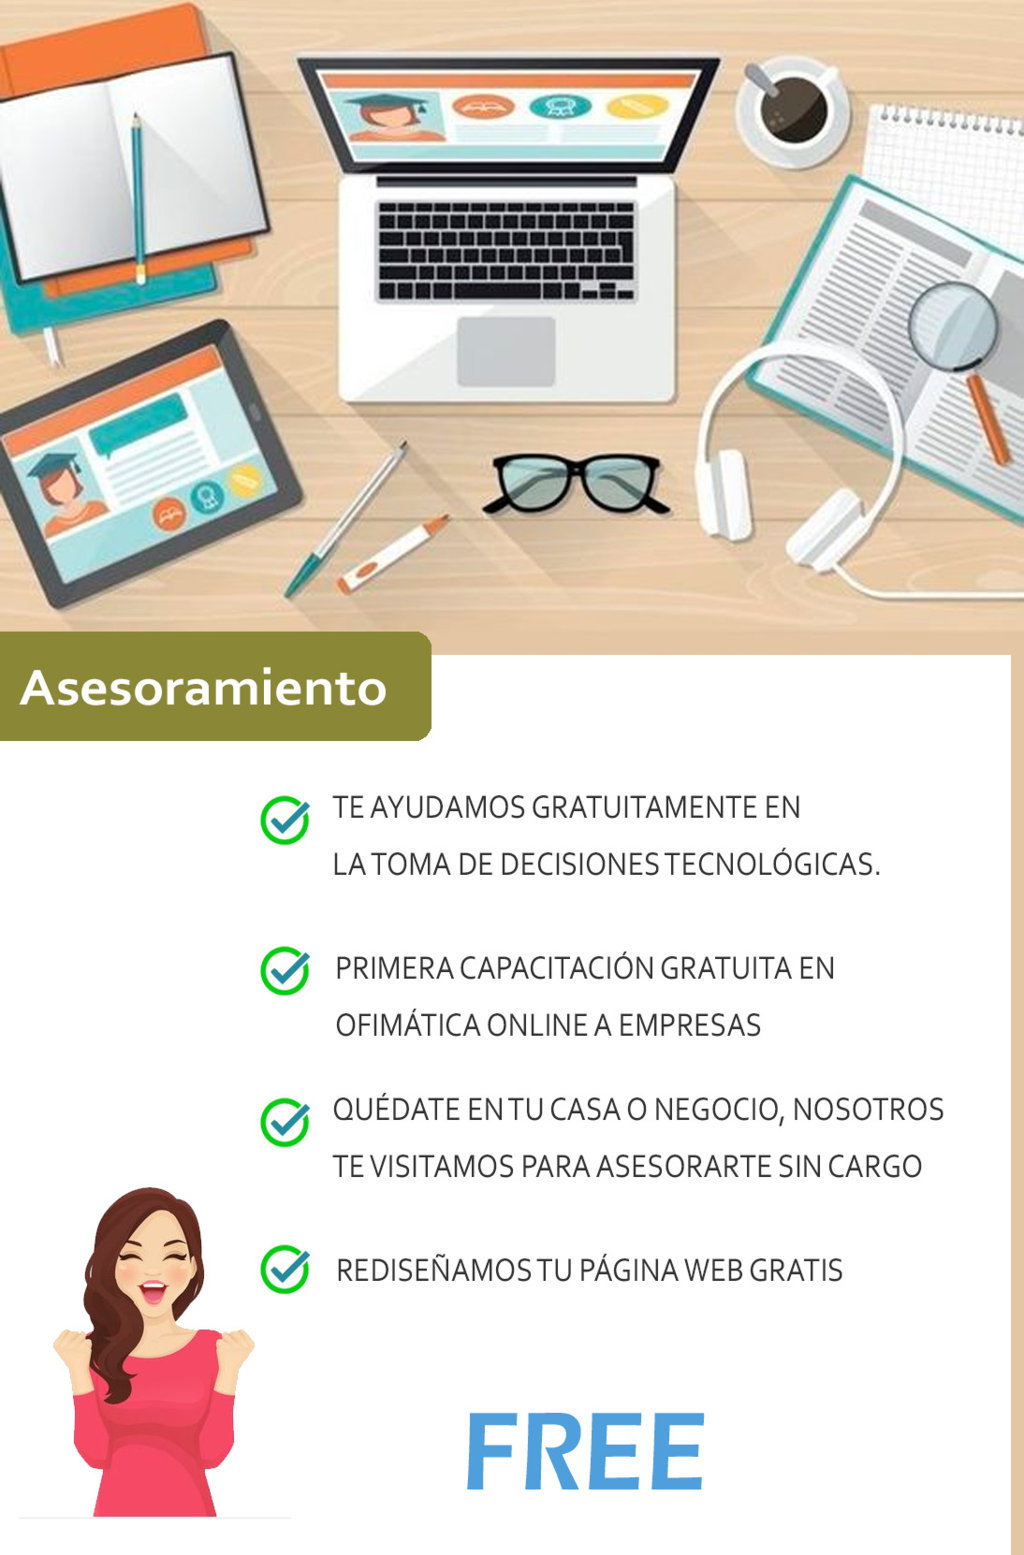 Asesoramiento
TE AYUDAMOS GRATUITAMENTE EN
LA TOMA DE DECISIONES TECNOLÓGICAS.
PRIMERA CAPACITACIÓN GRATUITA EN
OFIMÁTICA ONLINE A EMPRESAS
QUÉDATE EN TU CASA O NEGOCIO, NOSOTROS
TE VISITAMOS PARA ASESORARTE SIN CARGO
REDISEÑAMOS TU PÁGINA WEB GRATIS
FREE